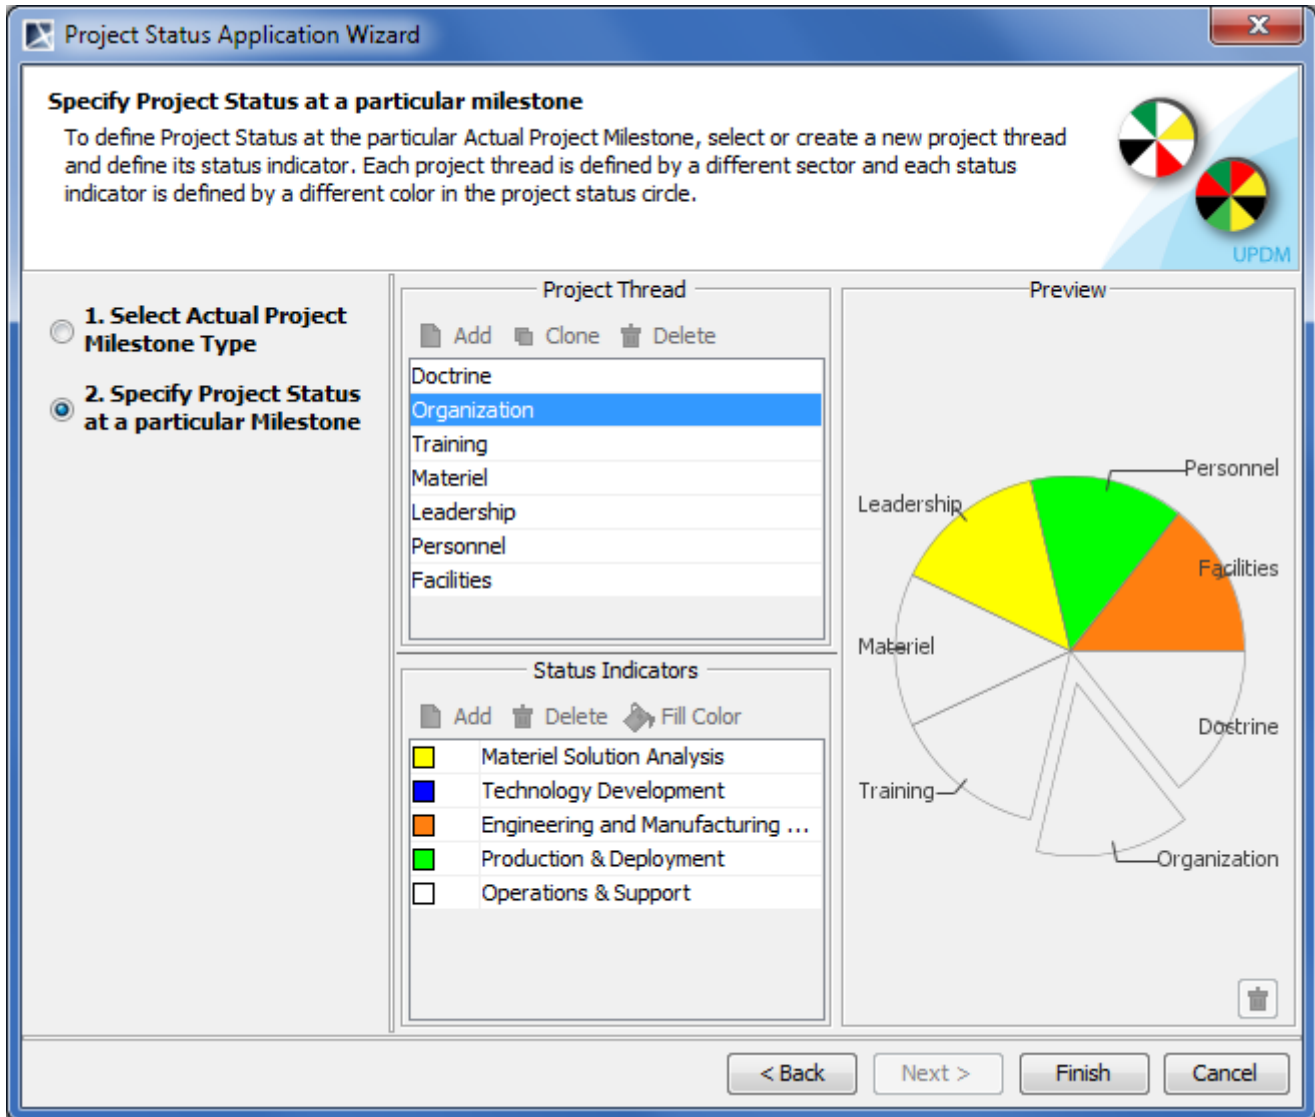 Project Status Application Wizard
Specify Project Status at a particular milestone
To define Project Status at the particular Actual Project Milestone, select or create a new project thread
and define its status indicator. Each project thread is defined by a different sector and each status
indicator is defined by a different color in the project status circle.
UPDM
1. Select Actual Project
Milestone Type
2. Specify Project Status
at a particular Milestone
Project Thread
Add Clone Delete
Doctrine
Organization
Training
Materiel
Leadership
Personnel
Facilities
Status Indicators
Add Delete Fill Color
Materiel Solution Analysis
Technology Development
Engineering and Manufacturing ...
Production & Deployment
Operations & Support
Preview
Personnel
Leadership
Facilities
Materiel
Doctrine
Training
Organization
< Back Next > Finish Cancel